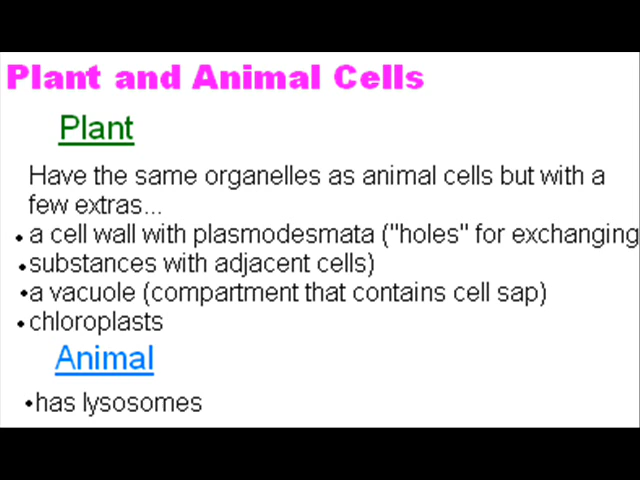 Plant and Animal Cells
Plant
Have the same organelles as animal cells but with a
few extras...
• a cell wall with plasmodesmata ("holes" for exchanging
• substances with adjacent cells)
• a vacuole (compartment that contains cell sap)
• chloroplasts
Animal
• has lysosomes